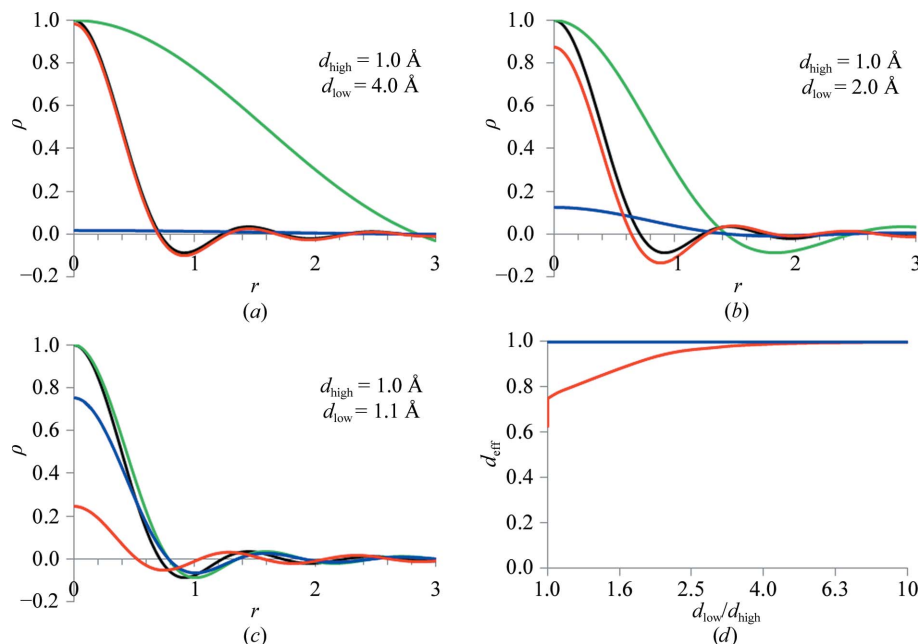 1.0
0.8
0.6
0.4
0.2
0.0
−0.2
ρ
d_high = 1.0 Å
d_low = 4.0 Å
0 1 2 3
r
(a)
1.0
0.8
0.6
0.4
0.2
0.0
−0.2
ρ
d_high = 1.0 Å
d_low = 2.0 Å
0 1 2 3
r
(b)
1.0
0.8
0.6
0.4
0.2
0.0
−0.2
ρ
d_high = 1.0 Å
d_low = 1.1 Å
0 1 2 3
r
(c)
1.0
0.8
0.6
0.4
0.2
0.0
d_eff
1.0 1.6 2.5 4.0 6.3 10
d_low/d_high
(d)